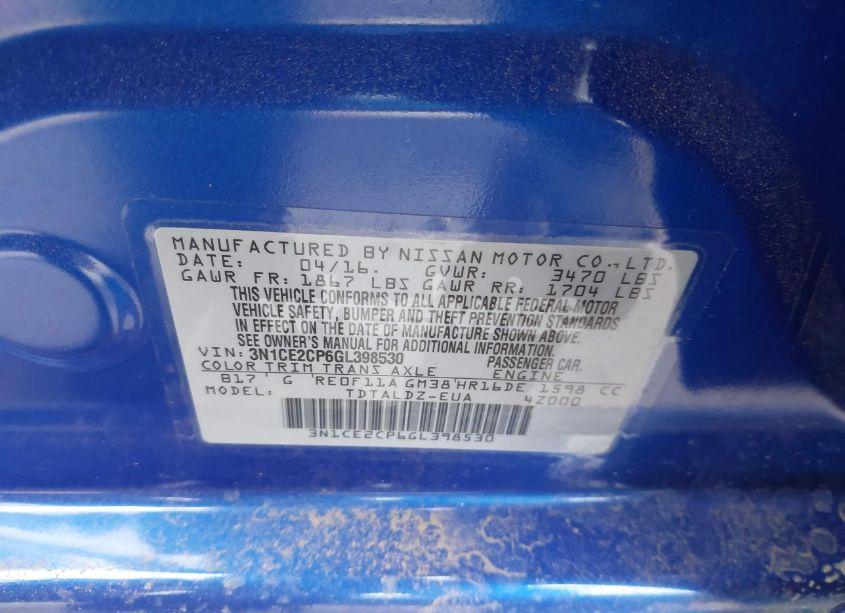 MANUFACTURED BY NISSAN MOTOR CO.,LTD.
DATE: 04/16. GVWR: 3470 LBS
GAWR FR: 1867 LBS GAWR RR: 1704 LBS
THIS VEHICLE CONFORMS TO ALL APPLICABLE FEDERAL MOTOR
VEHICLE SAFETY, BUMPER AND THEFT PREVENTION STANDARDS
IN EFFECT ON THE DATE OF MANUFACTURE SHOWN ABOVE.
SEE OWNER'S MANUAL FOR ADDITIONAL INFORMATION.
VIN: 3N1CE2CP6GL398530 PASSENGER CAR.
COLOR TRIM TRANS AXLE ENGINE
B17 G RE0F11A GM38 HR16DE 1598 CC
MODEL: TDTALDZ-EUA 4Z000
3N1CE2CP6GL398530